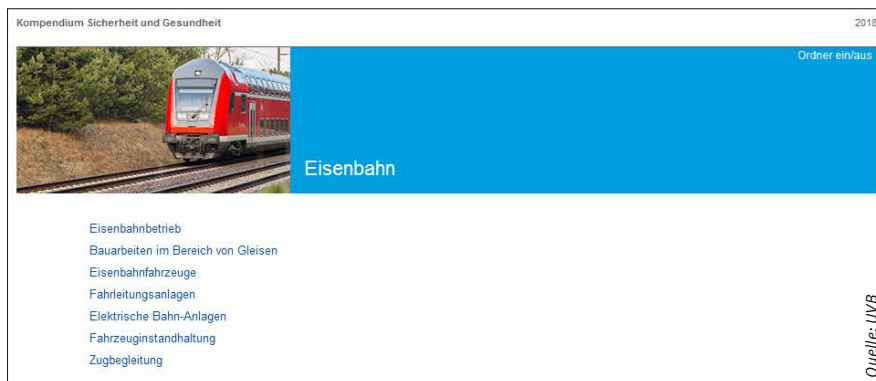 Kompendium Sicherheit und Gesundheit
2018
Ordner ein/aus
Eisenbahn
Eisenbahnbetrieb
Bauarbeiten im Bereich von Gleisen
Eisenbahnfahrzeuge
Fahrleitungsanlagen
Elektrische Bahn-Anlagen
Fahrzeuginstandhaltung
Zugbegleitung
Quelle: UVB